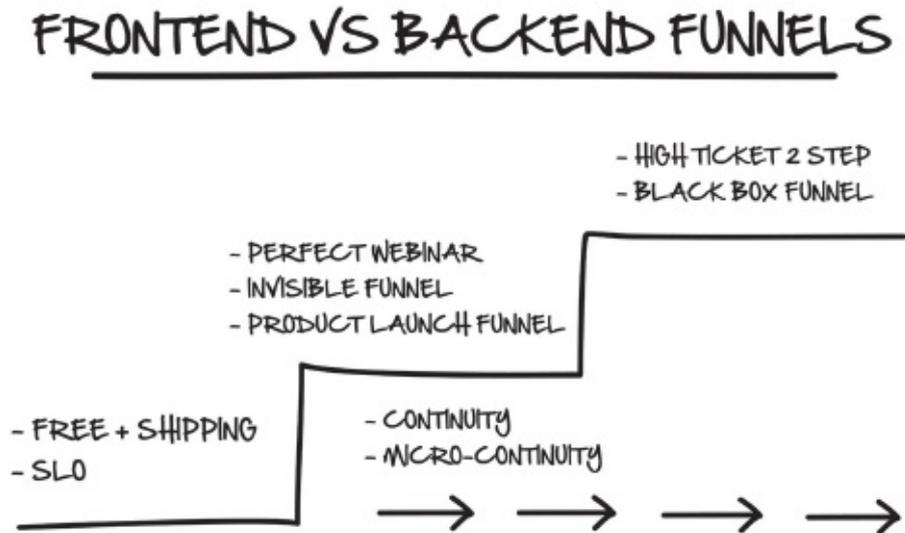 FRONTEND VS BACKEND FUNNELS
- HIGH TICKET 2 STEP
- BLACK BOX FUNNEL
- PERFECT WEBINAR
- INVISIBLE FUNNEL
- PRODUCT LAUNCH FUNNEL
- FREE + SHIPPING
- SLO
- CONTINUITY
- MICRO-CONTINUITY